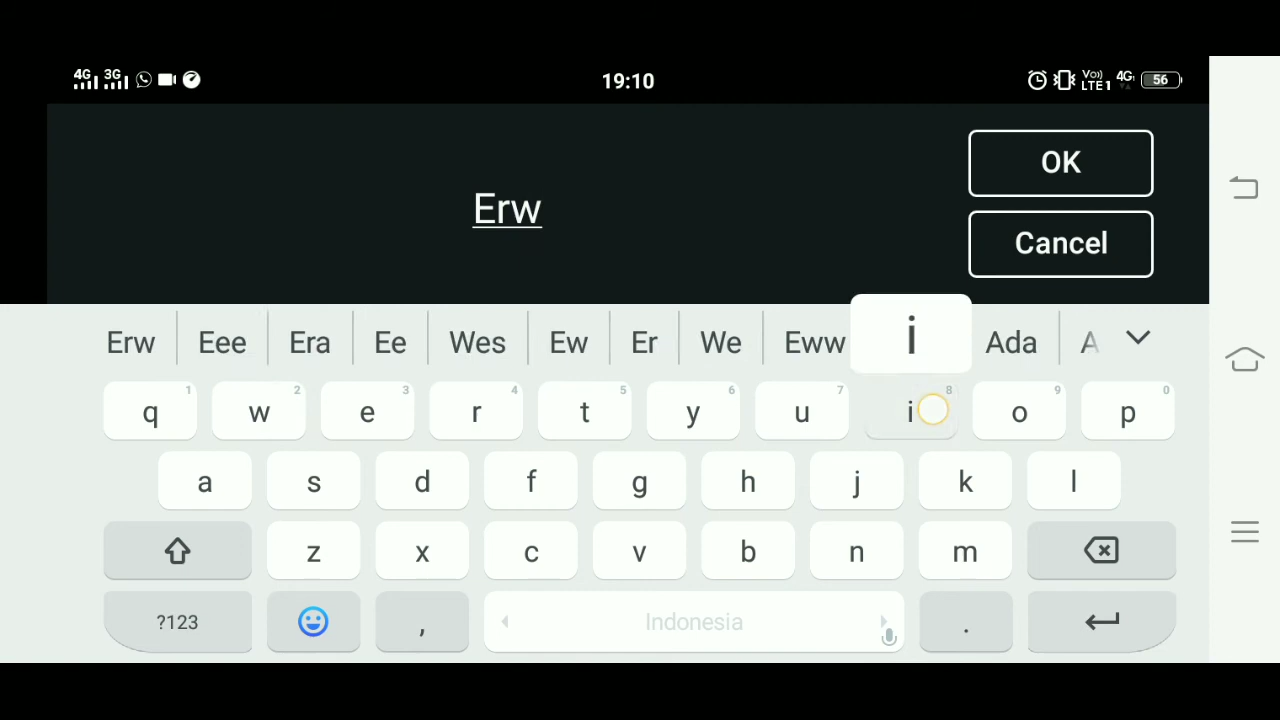 4G 3G 19:10 Vo)) LTE1 4G 56
OK
Erw
Cancel
Erw Eee Era Ee Wes Ew Er We Eww i Ada
q 1 w 2 e 3 r 4 t 5 y 6 u 7 i 8 o 9 p 0
a s d f g h j k l
z x c v b n m
?123 , Indonesia .